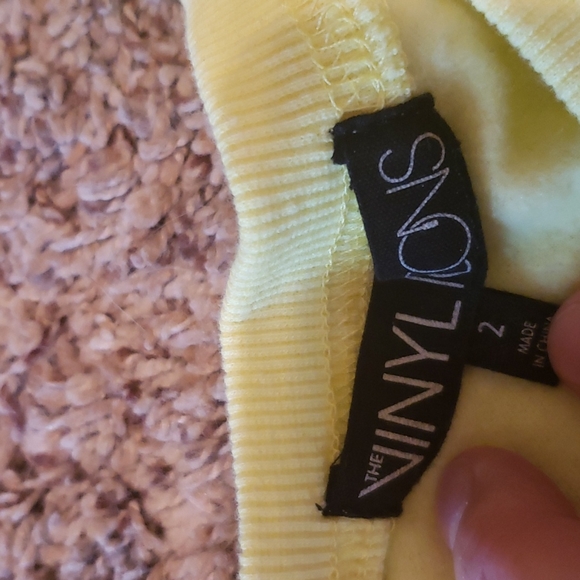 THE VINYL ICONS
2
MADE
IN CHINA